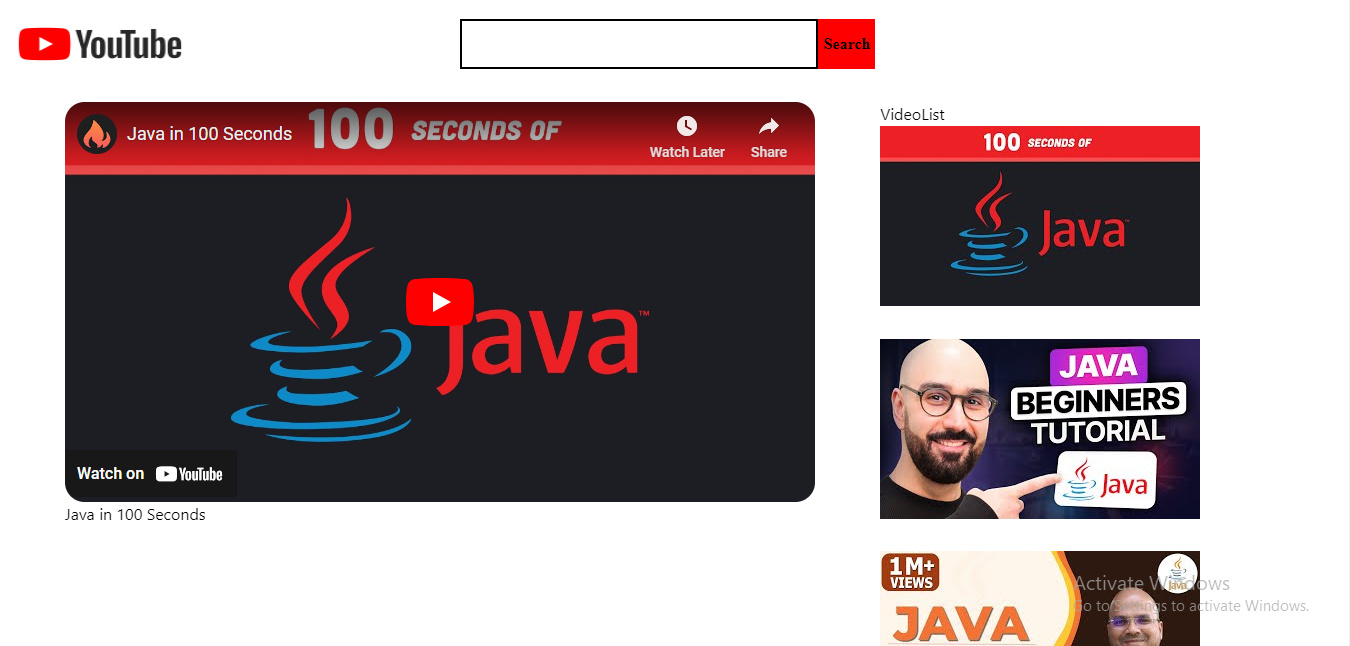 YouTube
Search
Java in 100 Seconds
100 SECONDS OF
Watch Later
Share
Java™
Watch on YouTube
Java in 100 Seconds
VideoList
100 SECONDS OF
Java™
JAVA
BEGINNERS
TUTORIAL
Java
1M+
VIEWS
Java
JAVA
Activate Windows
Go to Settings to activate Windows.